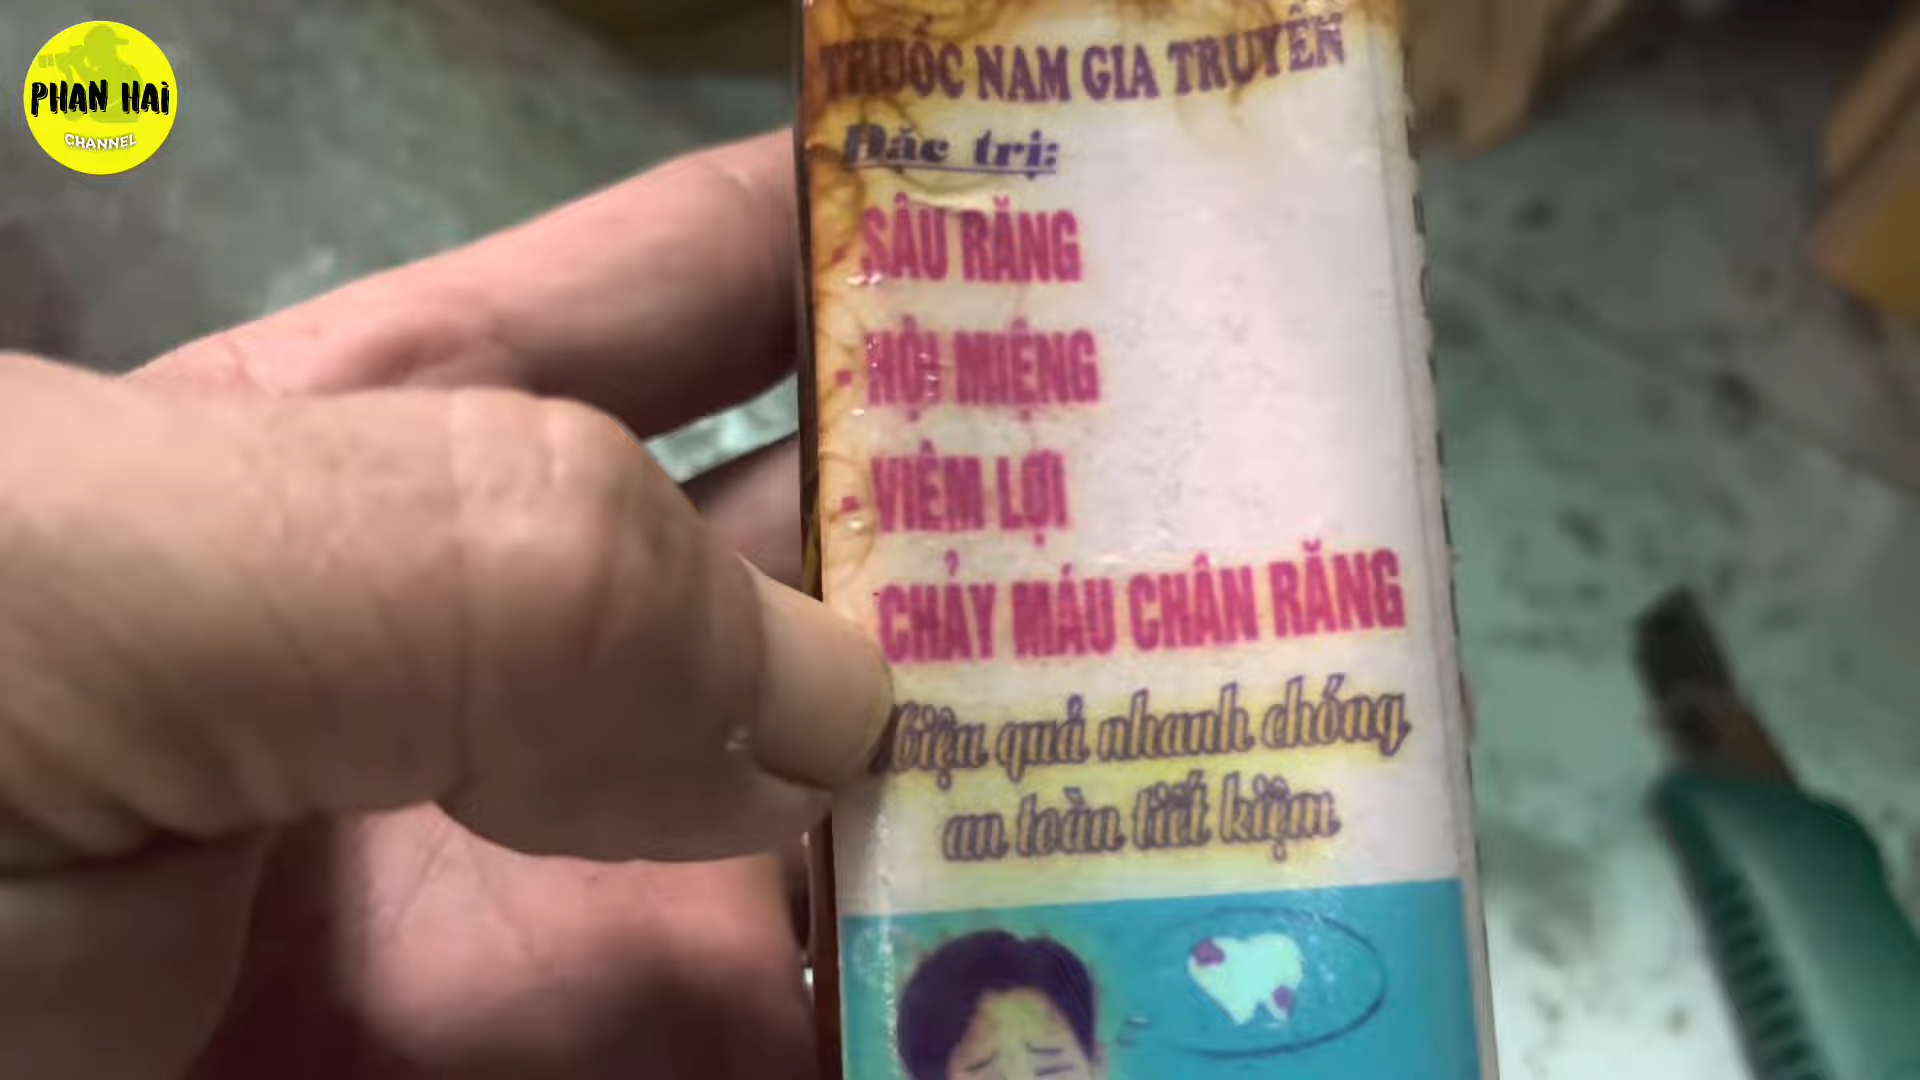 PHAN HAI
CHANNEL
THUỐC NAM GIA TRUYỀN
Đặc trị:
- SÂU RĂNG
- HÔI MIỆNG
- VIÊM LỢI
CHẢY MÁU CHÂN RĂNG
hiệu quả nhanh chóng
an toàn tiết kiệm